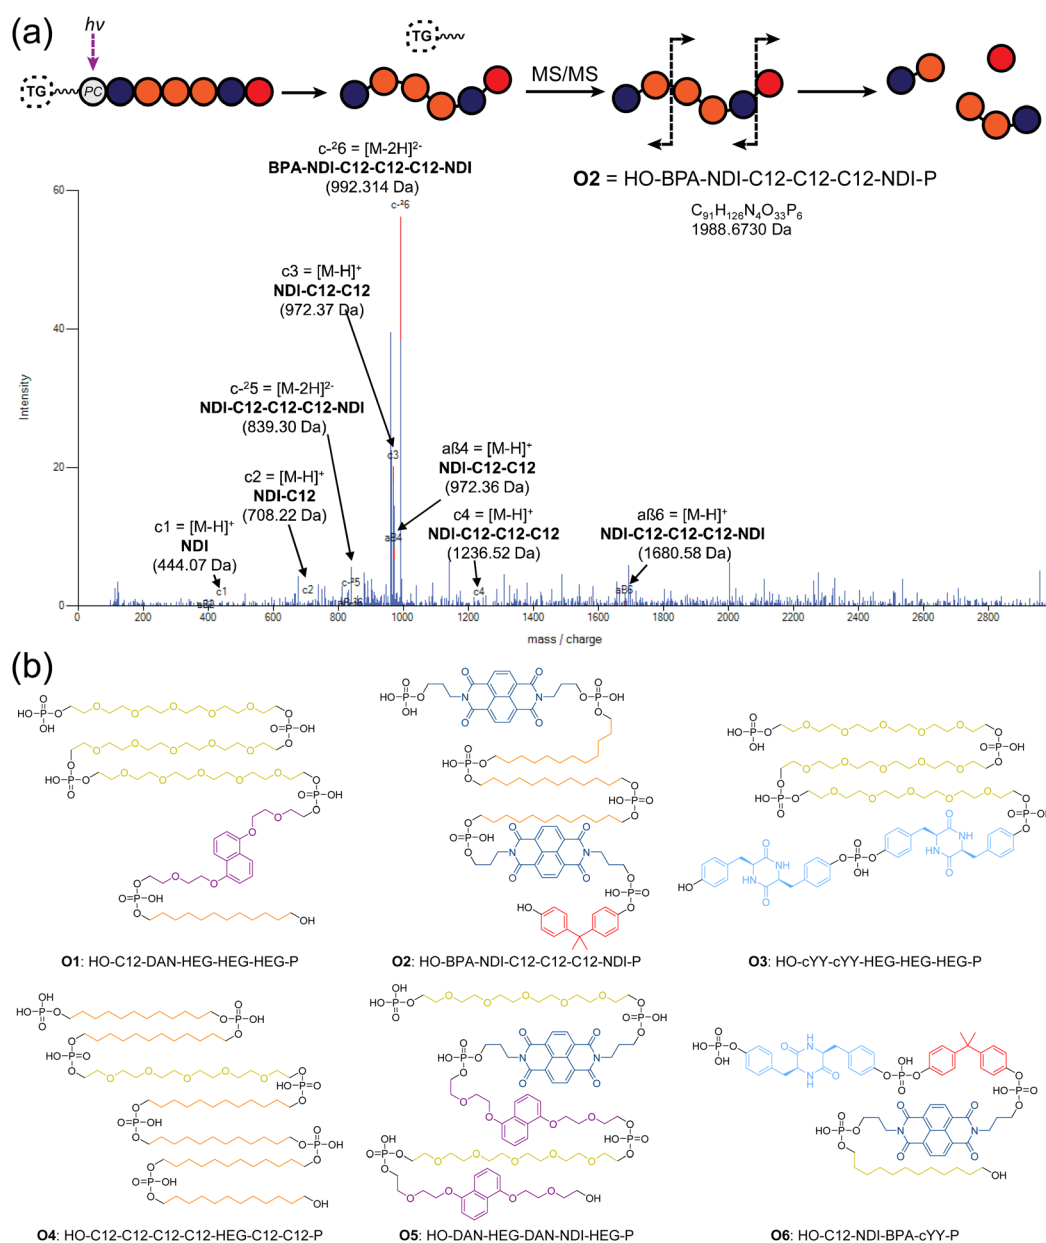 (a)
hν
TG
PC
TG
MS/MS
O2 = HO-BPA-NDI-C12-C12-C12-NDI-P
C91H126N4O33P6
1988.6730 Da
c-²6 = [M-2H]²⁻
BPA-NDI-C12-C12-C12-NDI
(992.314 Da)
c-²6
c3 = [M-H]⁺
NDI-C12-C12
(972.37 Da)
c-²5 = [M-2H]²⁻
NDI-C12-C12-C12-NDI
(839.30 Da)
c3
aß4 = [M-H]⁺
NDI-C12-C12
(972.36 Da)
c2 = [M-H]⁺
NDI-C12
(708.22 Da)
c4 = [M-H]⁺
NDI-C12-C12-C12
(1236.52 Da)
aß6 = [M-H]⁺
NDI-C12-C12-C12-NDI
(1680.58 Da)
c1 = [M-H]⁺
NDI
(444.07 Da)
c1
c2
c-²5
c4
60
40
20
0
Intensity
0 200 400 600 800 1000 1200 1400 1600 1800 2000 2200 2400 2600 2800
mass / charge
(b)
O1: HO-C12-DAN-HEG-HEG-HEG-P
O2: HO-BPA-NDI-C12-C12-C12-NDI-P
O3: HO-cYY-cYY-HEG-HEG-HEG-P
O4: HO-C12-C12-C12-C12-HEG-C12-C12-P
O5: HO-DAN-HEG-DAN-NDI-HEG-P
O6: HO-C12-NDI-BPA-cYY-P